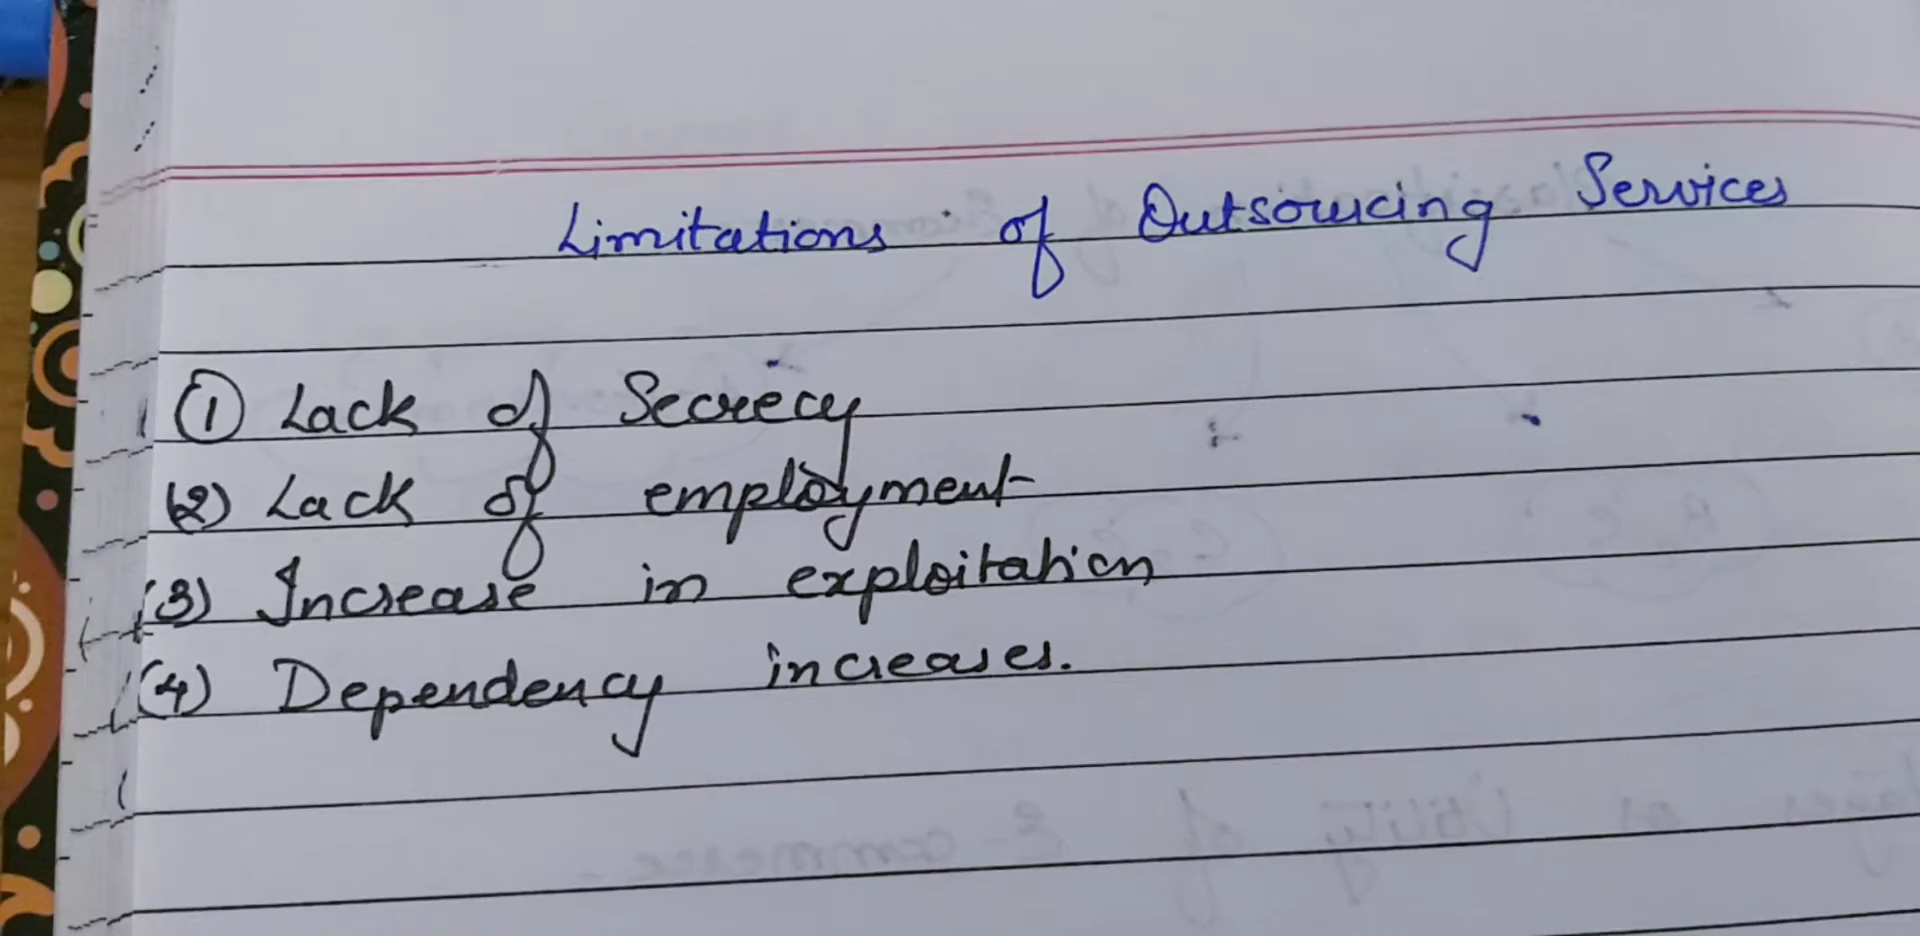 Limitations of Outsourcing Services
① Lack of Secrecy
(2) Lack of employment
(3) Increase in exploitation
(4) Dependency increases.